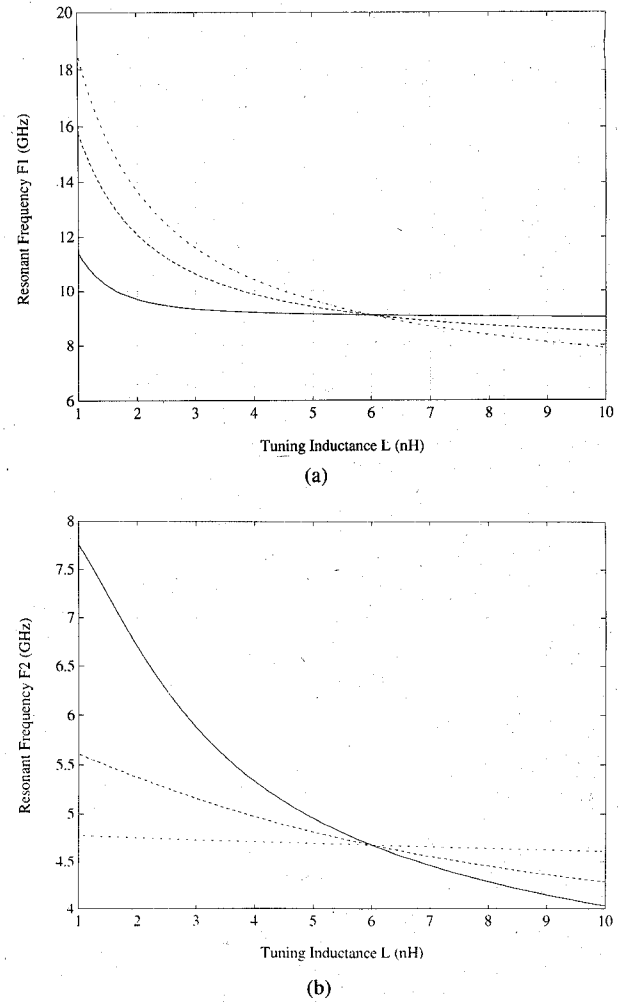 20
18
16
14
12
10
8
6
Resonant Frequency F1 (GHz)
1 2 3 4 5 6 7 8 9 10
Tuning Inductance L (nH)
(a)
8
7.5
7
6.5
6
5.5
5
4.5
4
Resonant Frequency F2 (GHz)
1 2 3 4 5 6 7 8 9 10
Tuning Inductance L (nH)
(b)